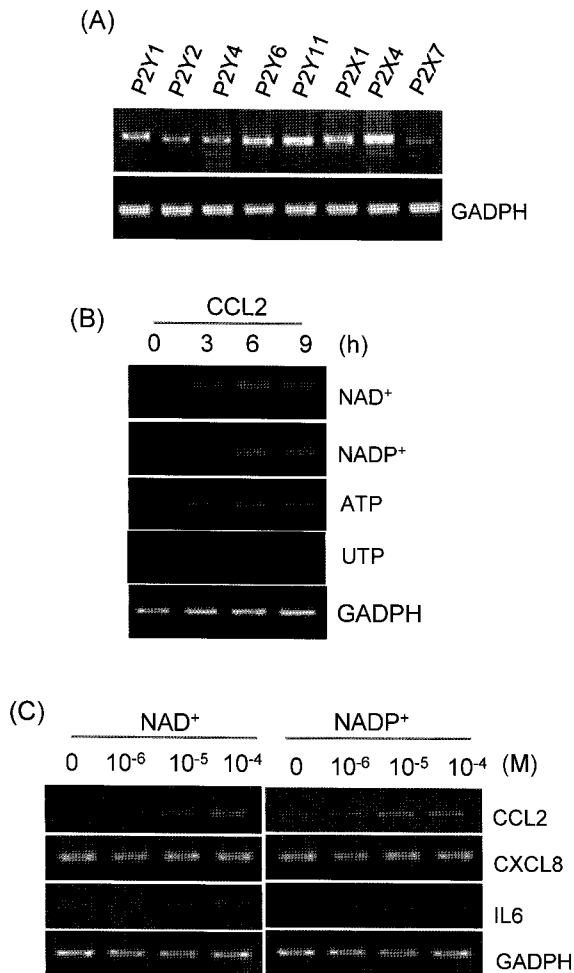 (A)
P2Y1 P2Y2 P2Y4 P2Y6 P2Y11 P2X1 P2X4 P2X7
GADPH
(B)
CCL2
0 3 6 9 (h)
NAD⁺
NADP⁺
ATP
UTP
GADPH
(C)
NAD⁺ NADP⁺
0 10⁻⁶ 10⁻⁵ 10⁻⁴ 0 10⁻⁶ 10⁻⁵ 10⁻⁴ (M)
CCL2
CXCL8
IL6
GADPH